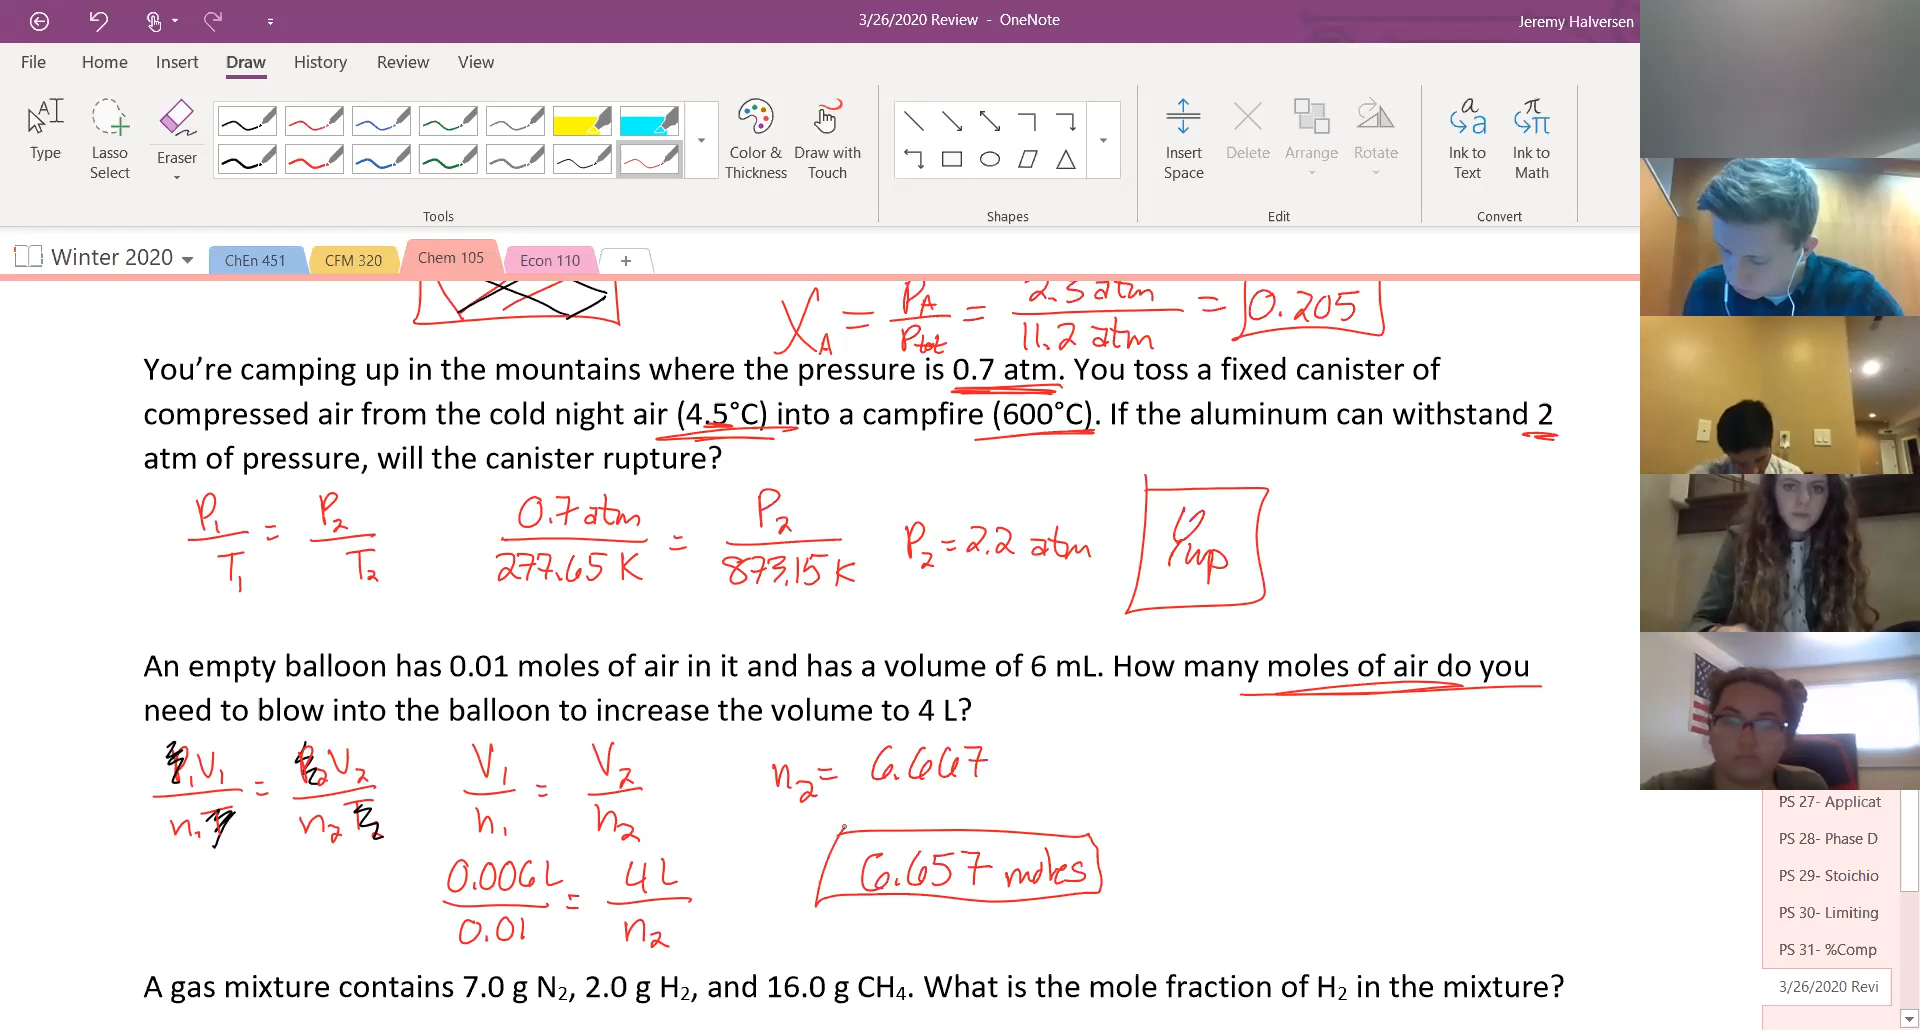 3/26/2020 Review - OneNote
Jeremy Halversen
File Home Insert Draw History Review View
Type
Lasso Select
Eraser
Color & Thickness
Draw with Touch
Insert Space
Delete
Arrange
Rotate
Ink to Text
Ink to Math
Tools
Shapes
Edit
Convert
Winter 2020
ChEn 451
CFM 320
Chem 105
Econ 110
X_A = P_A / P_tot = 2.3 atm / 11.2 atm = 0.205
You're camping up in the mountains where the pressure is 0.7 atm. You toss a fixed canister of
compressed air from the cold night air (4.5°C) into a campfire (600°C). If the aluminum can withstand 2
atm of pressure, will the canister rupture?
P₁/T₁ = P₂/T₂ 0.7 atm / 277.65 K = P₂ / 873.15 K P₂ = 2.2 atm Yup
An empty balloon has 0.01 moles of air in it and has a volume of 6 mL. How many moles of air do you
need to blow into the balloon to increase the volume to 4 L?
P₁V₁/n₁T₁ = P₂V₂/n₂T₂ V₁/n₁ = V₂/n₂ n₂ = 6.667
0.006 L / 0.01 = 4 L / n₂ 6.657 moles
A gas mixture contains 7.0 g N₂, 2.0 g H₂, and 16.0 g CH₄. What is the mole fraction of H₂ in the mixture?
PS 27- Applicat
PS 28- Phase D
PS 29- Stoichio
PS 30- Limiting
PS 31- %Comp
3/26/2020 Revi